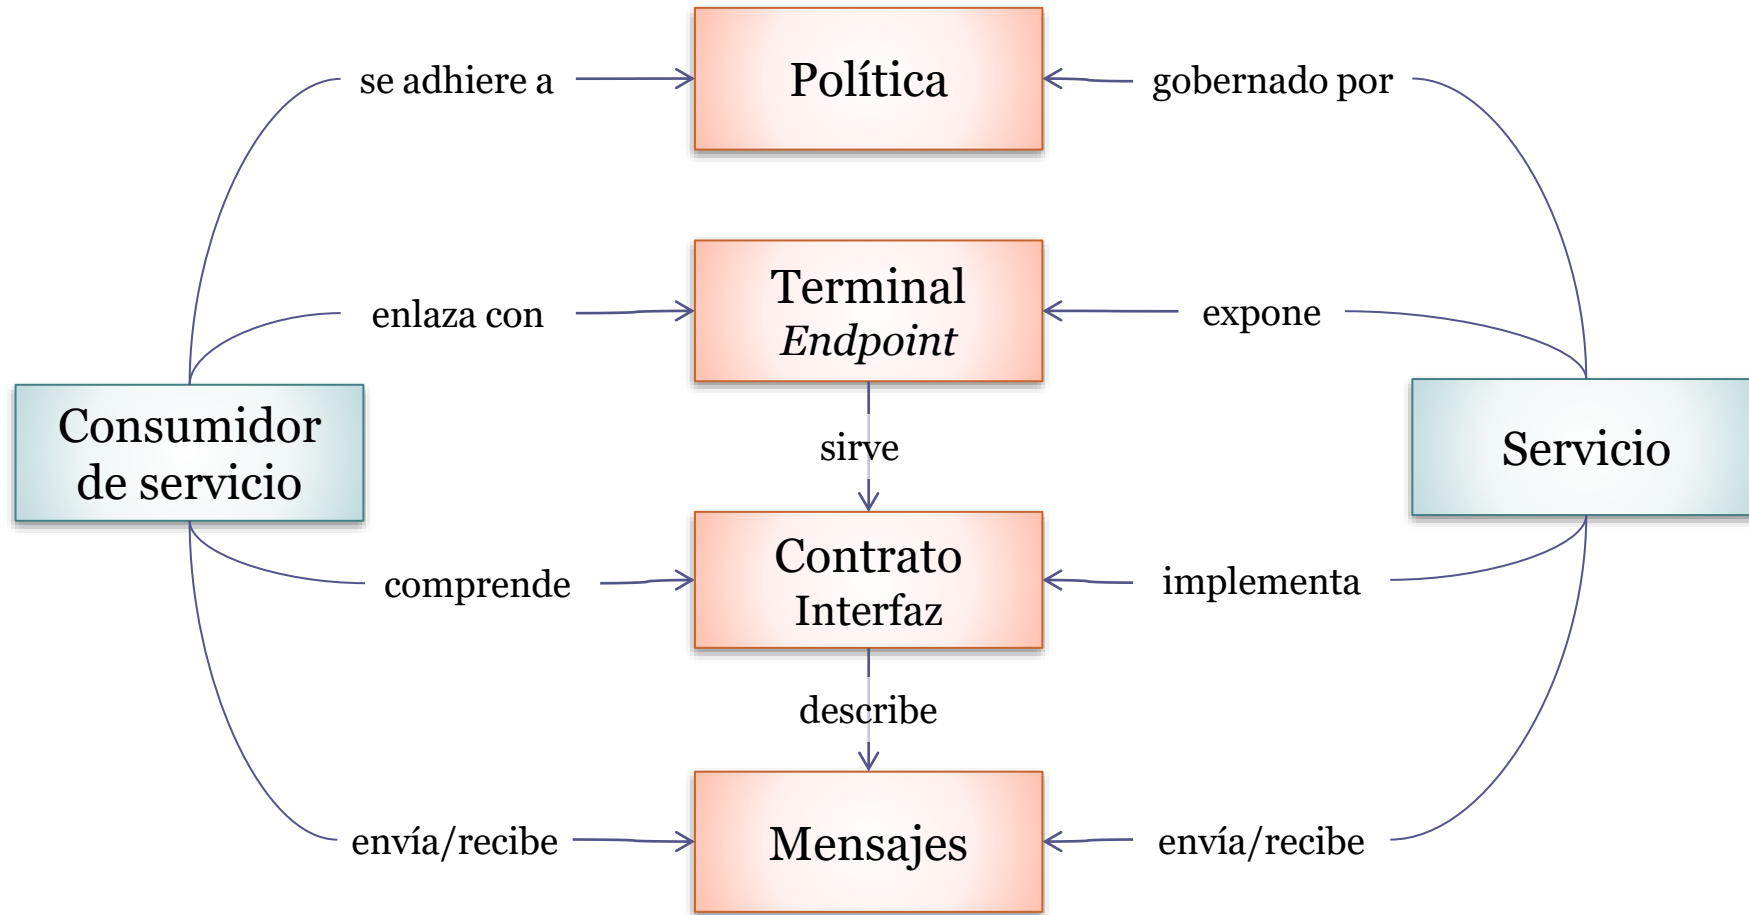 se adhiere a
Política
gobernado por
enlaza con
Terminal
Endpoint
expone
Consumidor
de servicio
sirve
Servicio
comprende
Contrato
Interfaz
implementa
describe
envía/recibe
Mensajes
envía/recibe